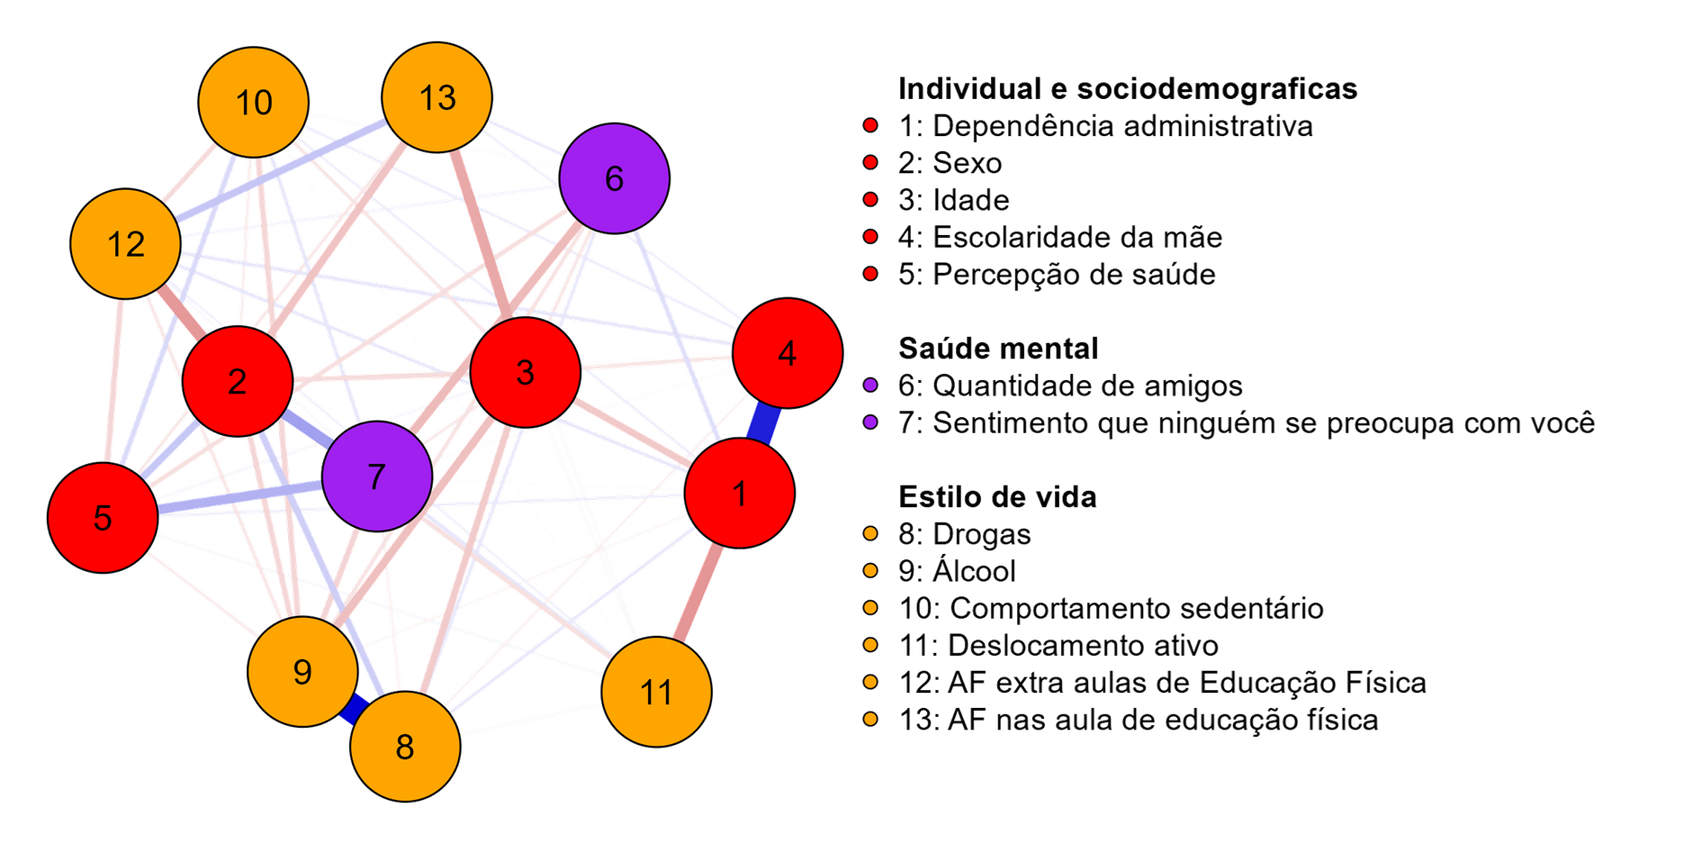 10
13
6
12
4
3
2
7
1
5
9
11
8
Individual e sociodemograficas
1: Dependência administrativa
2: Sexo
3: Idade
4: Escolaridade da mãe
5: Percepção de saúde
Saúde mental
6: Quantidade de amigos
7: Sentimento que ninguém se preocupa com você
Estilo de vida
8: Drogas
9: Álcool
10: Comportamento sedentário
11: Deslocamento ativo
12: AF extra aulas de Educação Física
13: AF nas aula de educação física